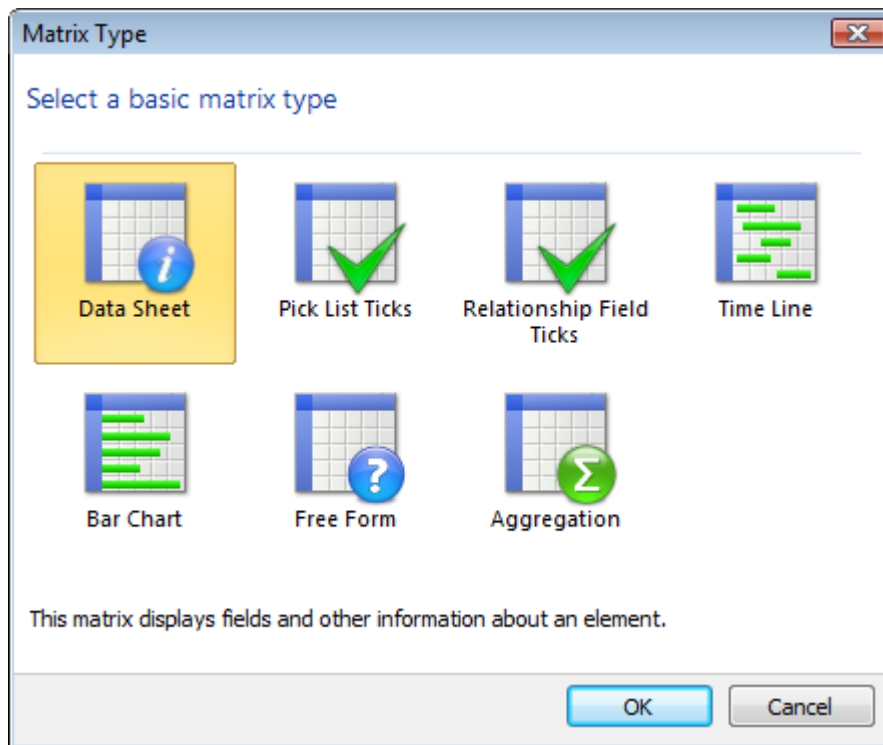 Matrix Type
Select a basic matrix type
Data Sheet
Pick List Ticks
Relationship Field
Ticks
Time Line
Bar Chart
Free Form
Aggregation
This matrix displays fields and other information about an element.
OK
Cancel